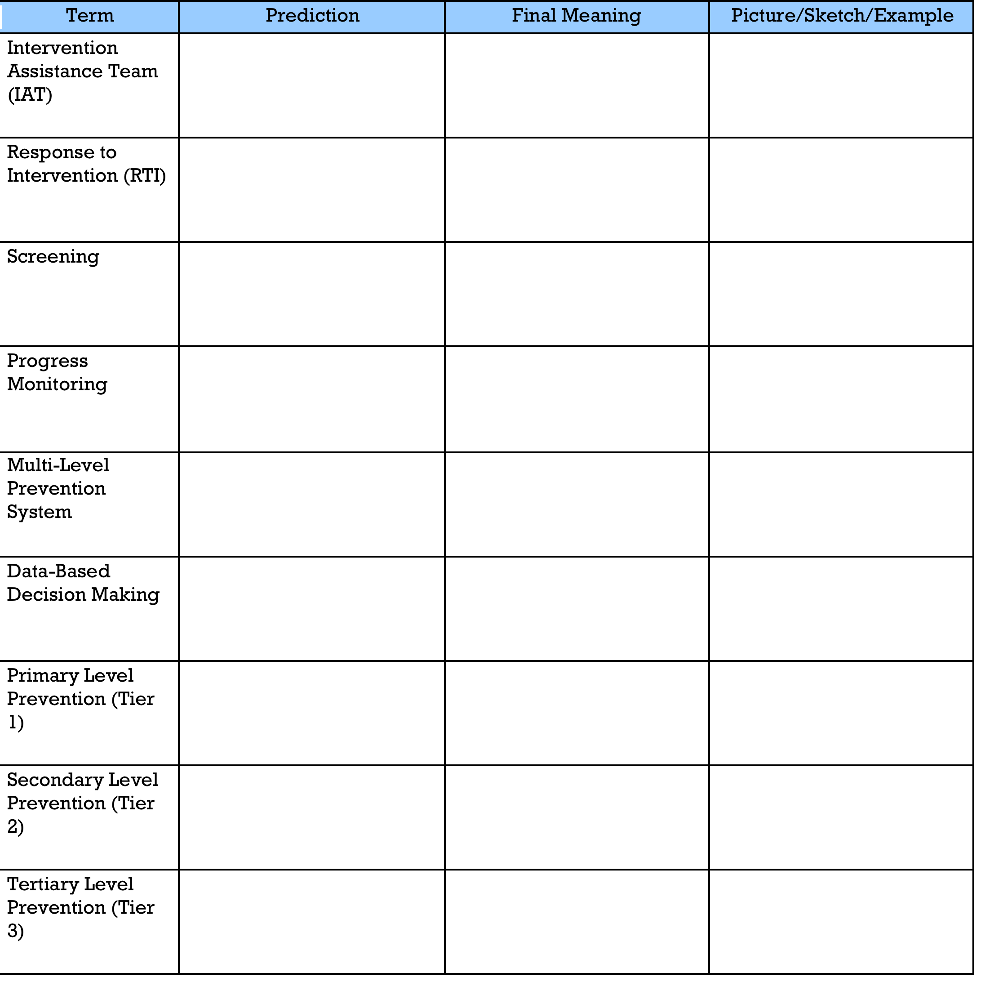 Term
Prediction
Final Meaning
Picture/Sketch/Example
Intervention
Assistance Team
(IAT)
Response to
Intervention (RTI)
Screening
Progress
Monitoring
Multi-Level
Prevention
System
Data-Based
Decision Making
Primary Level
Prevention (Tier
1)
Secondary Level
Prevention (Tier
2)
Tertiary Level
Prevention (Tier
3)